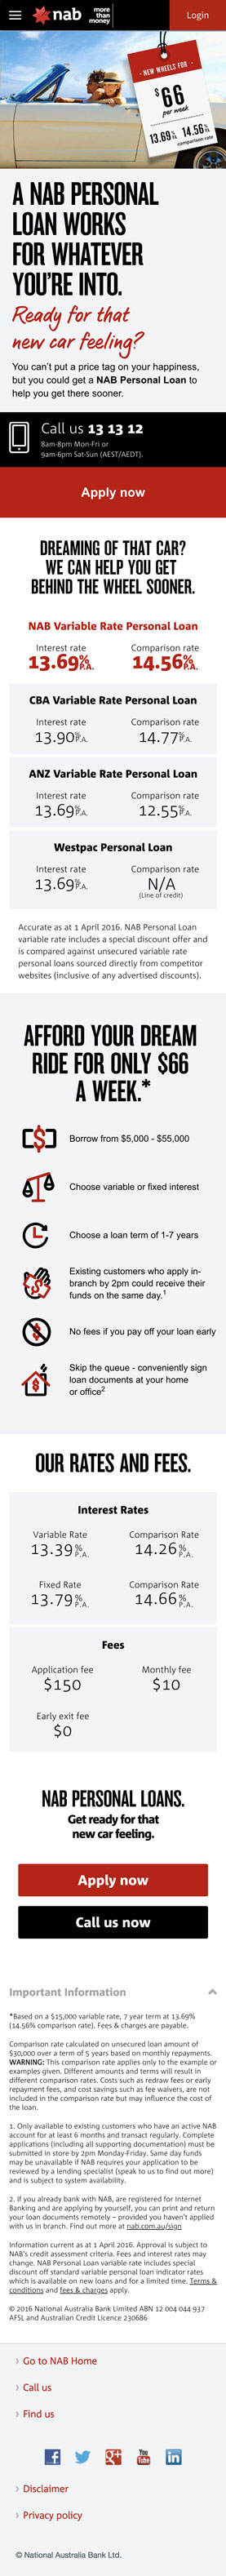 nab
more
than
money
Login
- NEW WHEELS FOR -
$66
per week
13.69% P.A. 14.56% P.A.
comparison rate
A NAB PERSONAL
LOAN WORKS
FOR WHATEVER
YOU'RE INTO.
Ready for that
new car feeling?
You can't put a price tag on your happiness,
but you could get a NAB Personal Loan to
help you get there sooner.
Call us 13 13 12
8am-8pm Mon-Fri or
9am-6pm Sat-Sun (AEST/AEDT).
Apply now
DREAMING OF THAT CAR?
WE CAN HELP YOU GET
BEHIND THE WHEEL SOONER.
NAB Variable Rate Personal Loan
Interest rate Comparison rate
13.69% P.A. 14.56% P.A.
CBA Variable Rate Personal Loan
Interest rate Comparison rate
13.90% P.A. 14.77% P.A.
ANZ Variable Rate Personal Loan
Interest rate Comparison rate
13.69% P.A. 12.55% P.A.
Westpac Personal Loan
Interest rate Comparison rate
13.69% P.A. N/A
(Line of credit)
Accurate as at 1 April 2016. NAB Personal Loan
variable rate includes a special discount offer and
is compared against unsecured variable rate
personal loans sourced directly from competitor
websites (inclusive of any advertised discounts).
AFFORD YOUR DREAM
RIDE FOR ONLY $66
A WEEK.*
Borrow from $5,000 - $55,000
Choose variable or fixed interest
Choose a loan term of 1-7 years
Existing customers who apply in-
branch by 2pm could receive their
funds on the same day.1
No fees if you pay off your loan early
Skip the queue - conveniently sign
loan documents at your home
or office2
OUR RATES AND FEES.
Interest Rates
Variable Rate Comparison Rate
13.39% P.A. 14.26% P.A.
Fixed Rate Comparison Rate
13.79% P.A. 14.66% P.A.
Fees
Application fee Monthly fee
$150 $10
Early exit fee
$0
NAB PERSONAL LOANS.
Get ready for that
new car feeling.
Apply now
Call us now
Important Information
*Based on a $15,000 variable rate, 7 year term at 13.69%
(14.56% comparison rate). Fees & charges are payable.
Comparison rate calculated on unsecured loan amount of
$30,000 over a term of 5 years based on monthly repayments.
WARNING: This comparison rate applies only to the example or
examples given. Different amounts and terms will result in
different comparison rates. Costs such as redraw fees or early
repayment fees, and cost savings such as fee waivers, are not
included in the comparison rate but may influence the cost of
the loan.
1. Only available to existing customers who have an active NAB
account for at least 6 months and transact regularly. Complete
applications (including all supporting documentation) must be
submitted in store by 2pm Monday-Friday. Same day funds
may be unavailable if NAB requires your application to be
reviewed by a lending specialist (speak to us to find out more)
and is subject to system availability.
2. If you already bank with NAB, are registered for Internet
Banking and are applying by yourself, you can print and return
your loan documents remotely – provided you haven't applied
with us in branch. Find out more at nab.com.au/sign
Information current as at 1 April 2016. Approval is subject to
NAB's credit assessment criteria. Fees and interest rates may
change. NAB Personal Loan variable rate includes special
discount off standard variable personal loan indicator rates
which is available on new loans and for a limited time. Terms &
conditions and fees & charges apply.
© 2016 National Australia Bank Limited ABN 12 004 044 937
AFSL and Australian Credit Licence 230686
Go to NAB Home
Call us
Find us
f
g+
You
Tube
in
Disclaimer
Privacy policy
© National Australia Bank Ltd.